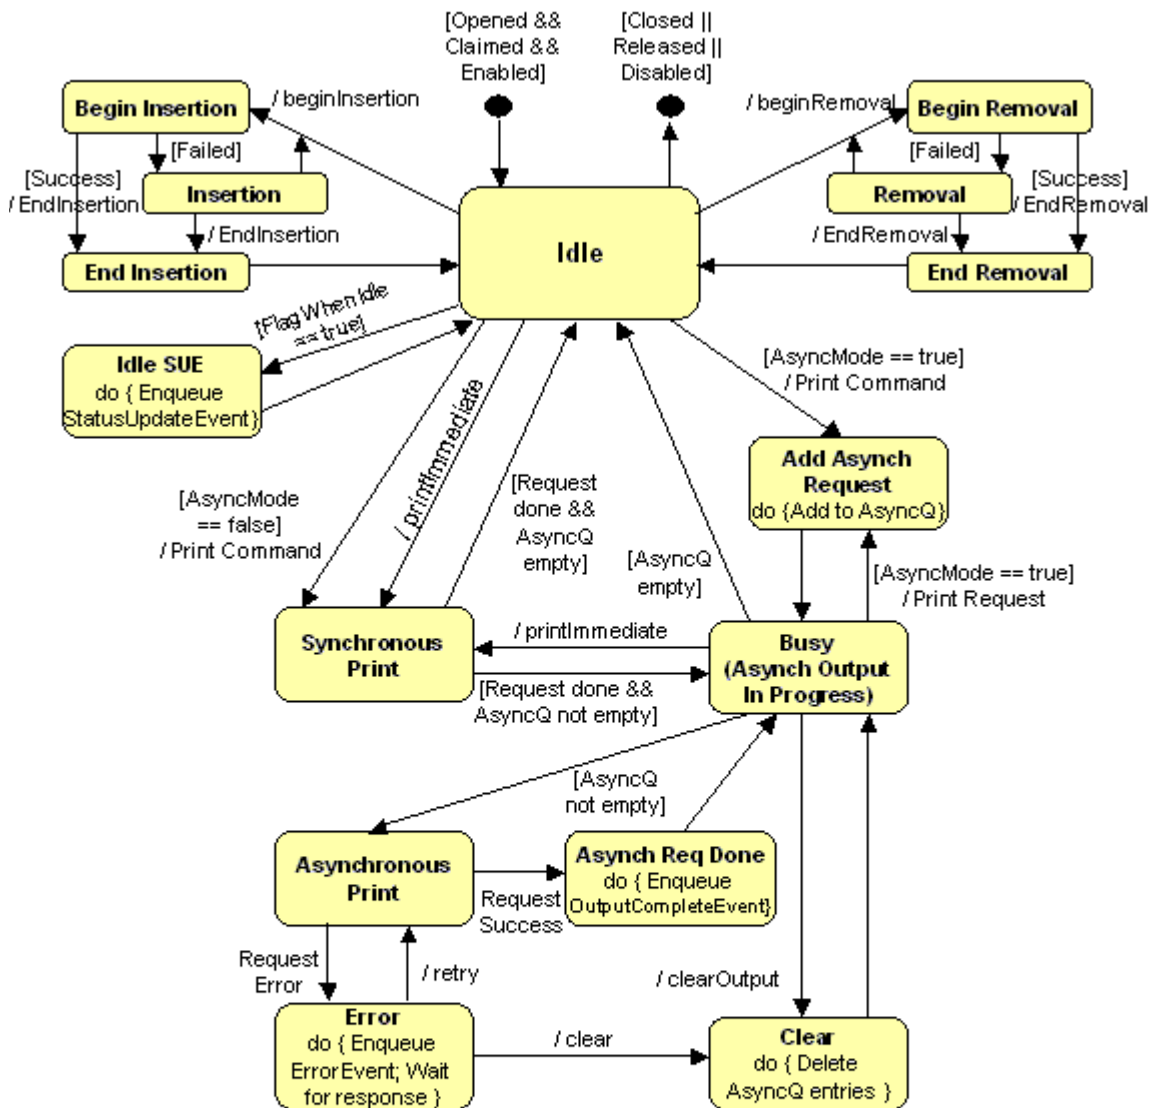 [Opened &&
Claimed &&
Enabled]
[Closed ||
Released ||
Disabled]
Begin Insertion
/ beginInsertion
/ beginRemoval
Begin Removal
[Failed]
[Failed]
[Success]
/ EndInsertion
Insertion
Removal
[Success]
/ EndRemoval
/ EndInsertion
/ EndRemoval
End Insertion
Idle
End Removal
[FlagWhenIdle
== true]
Idle SUE
do { Enqueue
StatusUpdateEvent}
[AsyncMode == true]
/ Print Command
/ printImmediate
Add Asynch
Request
do {Add to AsyncQ}
[AsyncMode
== false]
/ Print Command
[Request
done &&
AsyncQ
empty]
[AsyncQ
empty]
[AsyncMode == true]
/ Print Request
Synchronous
Print
/ printImmediate
Busy
(Asynch Output
In Progress)
[Request done &&
AsyncQ not empty]
[AsyncQ
not empty]
Asynchronous
Print
Asynch Req Done
do { Enqueue
OutputCompleteEvent}
Request
Success
Request
Error
/ retry
/ clearOutput
Error
do { Enqueue
ErrorEvent; Wait
for response }
/ clear
Clear
do { Delete
AsyncQ entries }